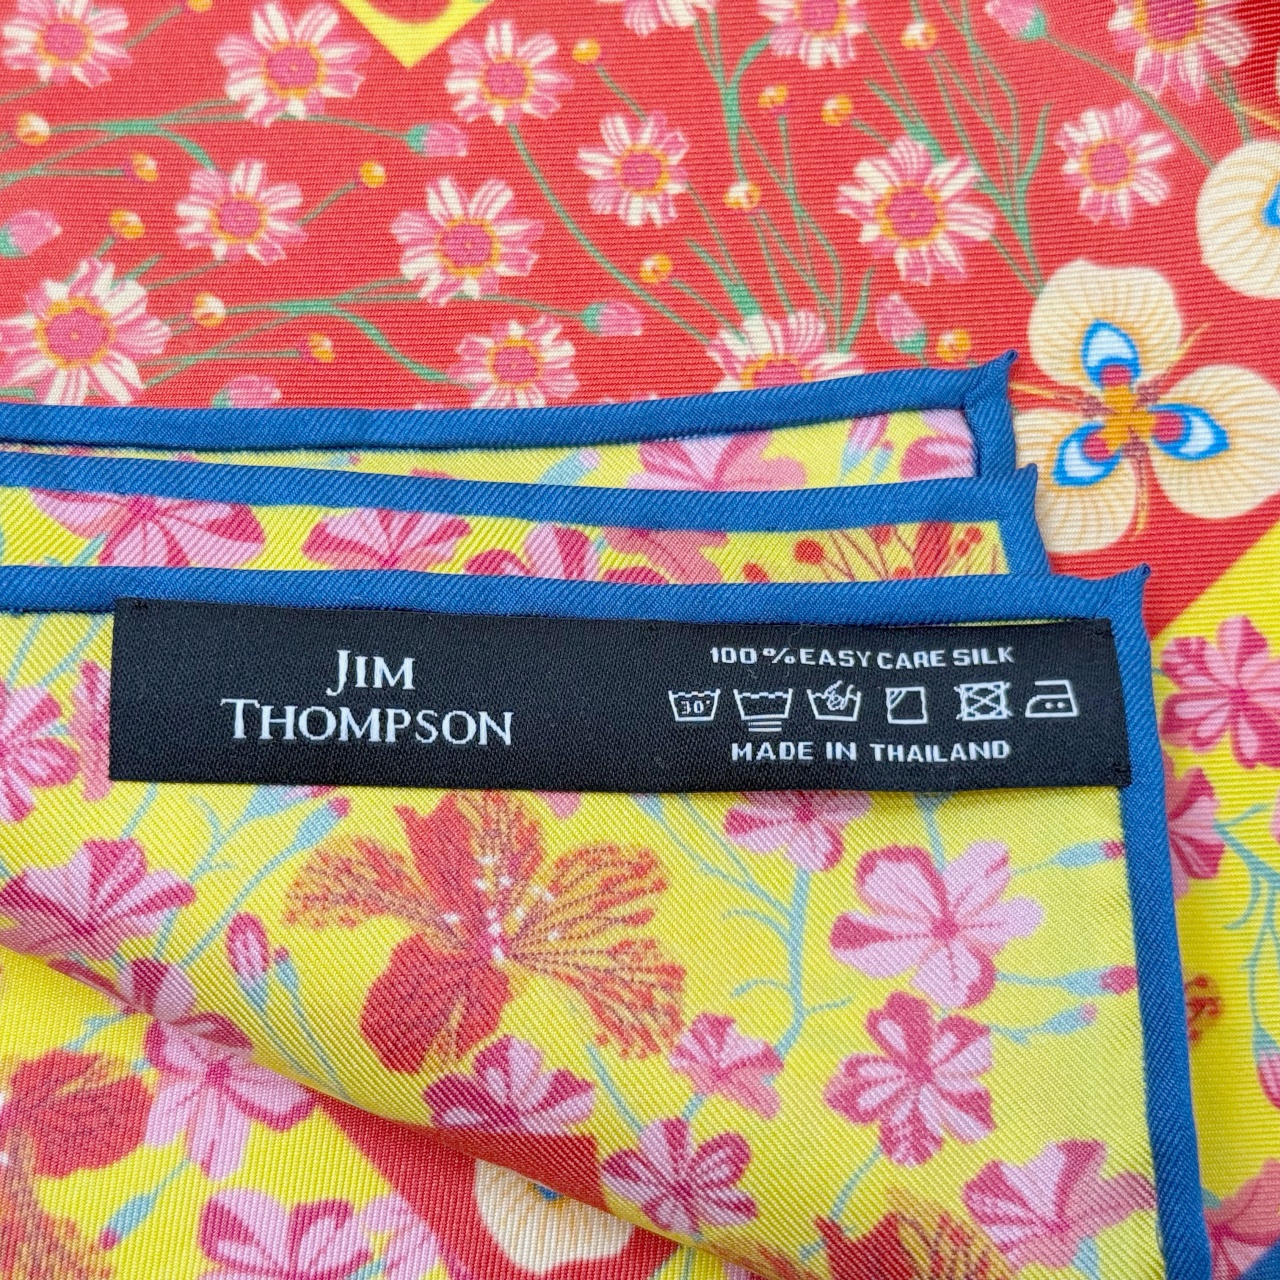 JIM
THOMPSON
100% EASY CARE SILK
30°
MADE IN THAILAND